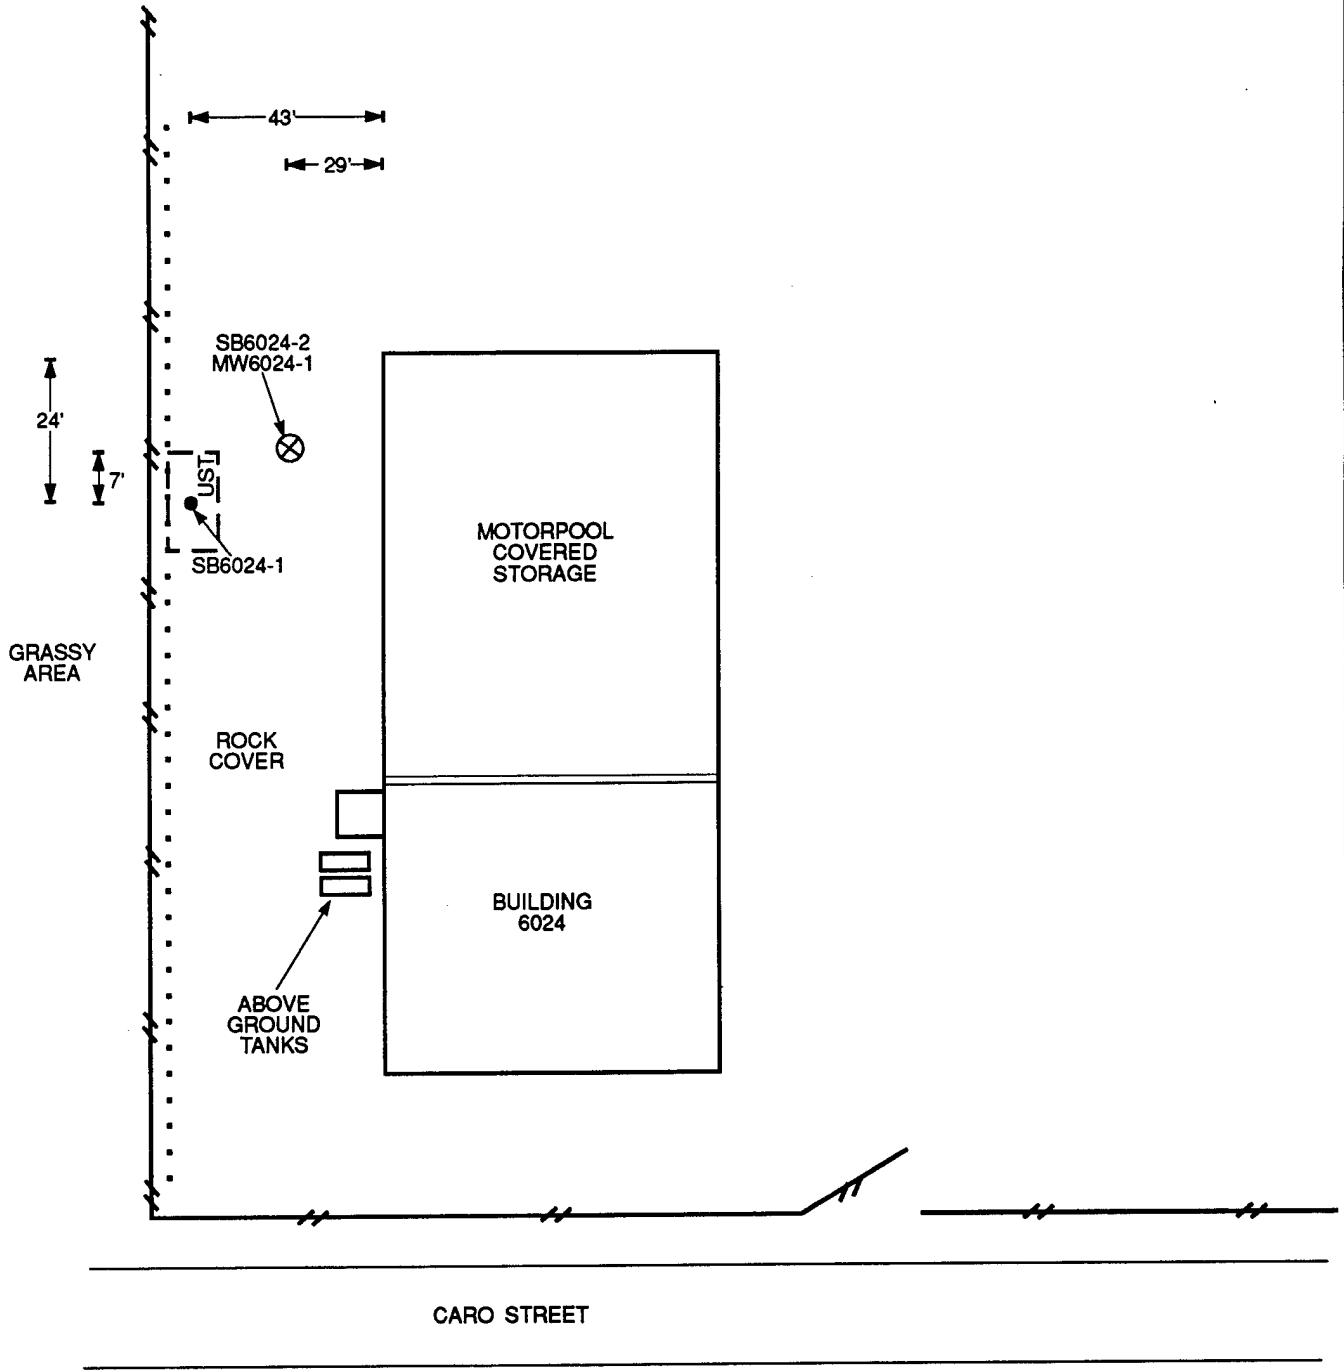 43'
29'
SB6024-2
MW6024-1
24'
7'
UST
SB6024-1
MOTORPOOL
COVERED
STORAGE
GRASSY
AREA
ROCK
COVER
BUILDING
6024
ABOVE
GROUND
TANKS
CARO STREET